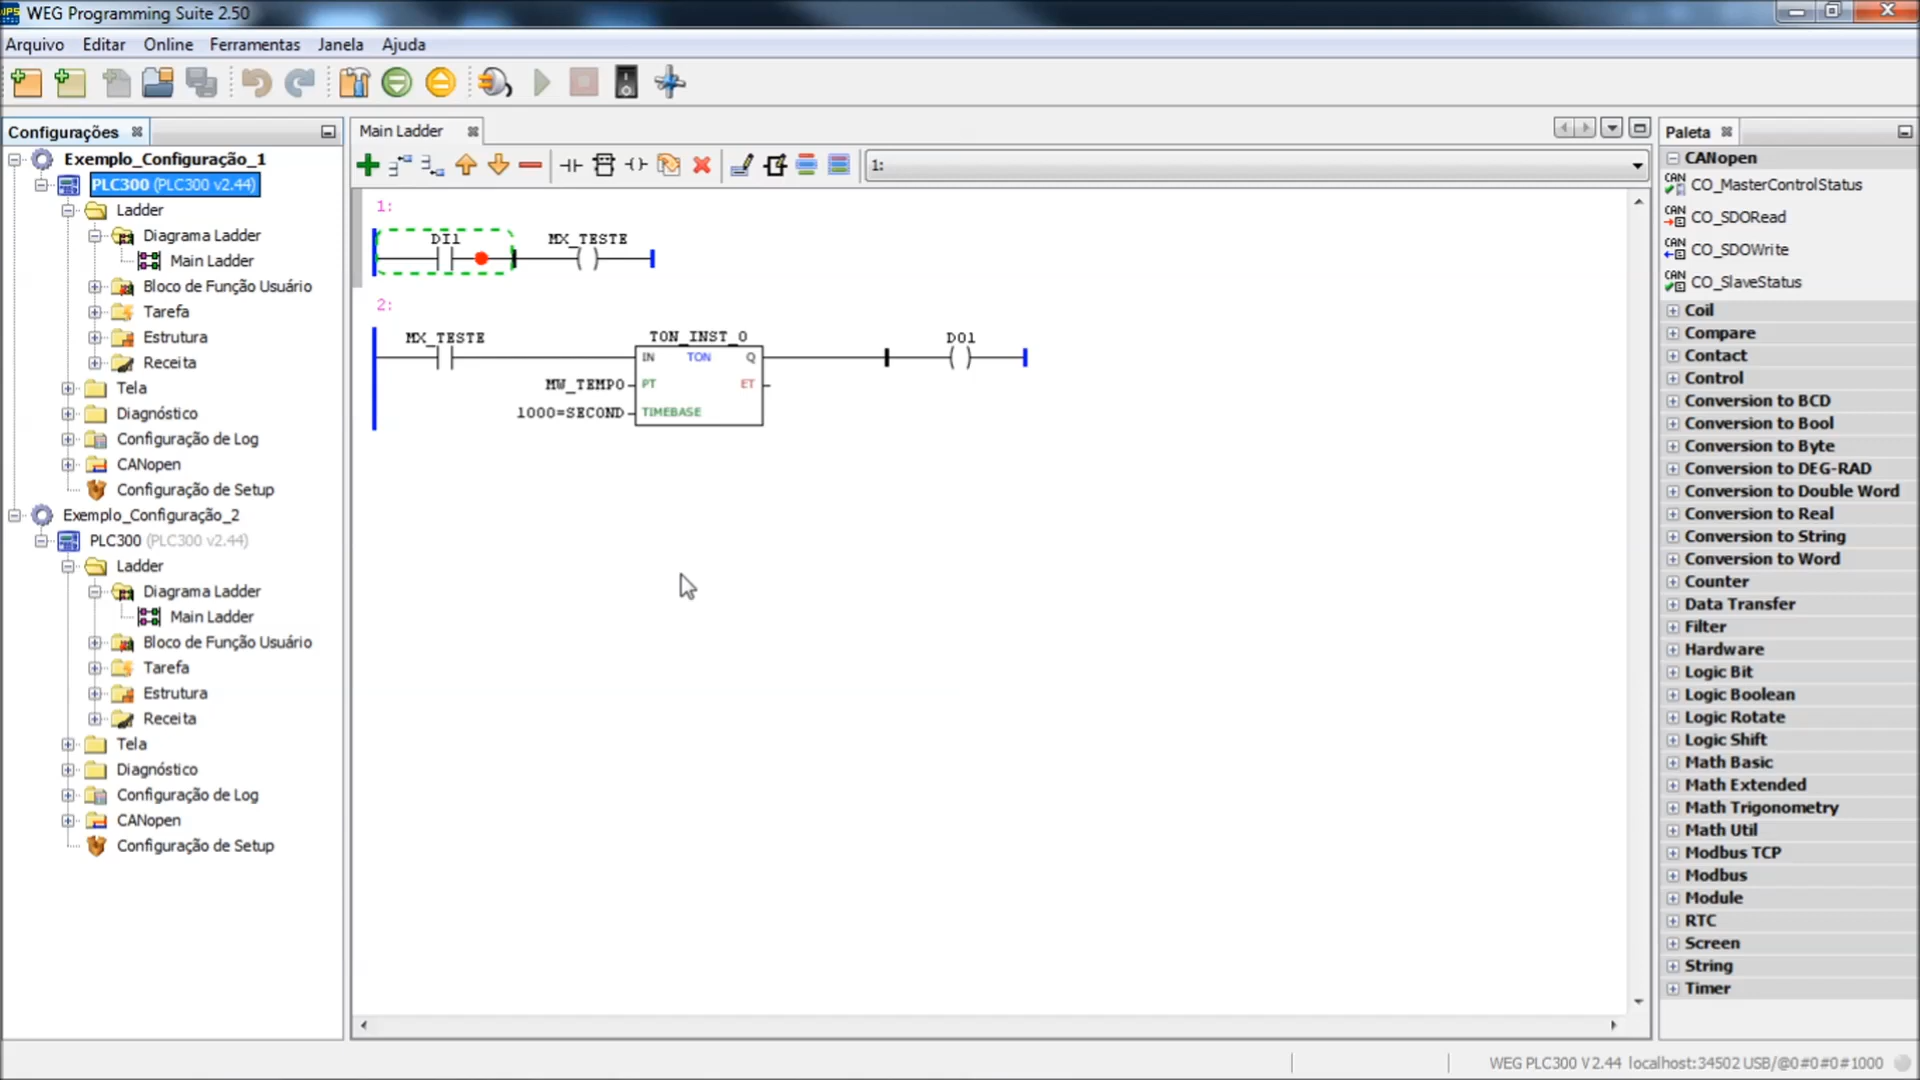 WEG Programming Suite 2.50
Arquivo Editar Online Ferramentas Janela Ajuda
Configurações
Exemplo_Configuração_1
PLC300 (PLC300 v2.44)
Ladder
Diagrama Ladder
Main Ladder
Bloco de Função Usuário
Tarefa
Estrutura
Receita
Tela
Diagnóstico
Configuração de Log
CANopen
Configuração de Setup
Exemplo_Configuração_2
PLC300 (PLC300 v2.44)
Ladder
Diagrama Ladder
Main Ladder
Bloco de Função Usuário
Tarefa
Estrutura
Receita
Tela
Diagnóstico
Configuração de Log
CANopen
Configuração de Setup
Main Ladder
1:
1:
DI1 MX_TESTE
2:
MX_TESTE TON_INST_0 DO1
IN TON Q
MW_TEMPO PT ET
1000=SECOND TIMEBASE
Paleta
CANopen
CO_MasterControlStatus
CO_SDORead
CO_SDOWrite
CO_SlaveStatus
Coil
Compare
Contact
Control
Conversion to BCD
Conversion to Bool
Conversion to Byte
Conversion to DEG-RAD
Conversion to Double Word
Conversion to Real
Conversion to String
Conversion to Word
Counter
Data Transfer
Filter
Hardware
Logic Bit
Logic Boolean
Logic Rotate
Logic Shift
Math Basic
Math Extended
Math Trigonometry
Math Util
Modbus TCP
Modbus
Module
RTC
Screen
String
Timer
WEG PLC300 V2.44 localhost:34502 USB/@0#0#0#1000